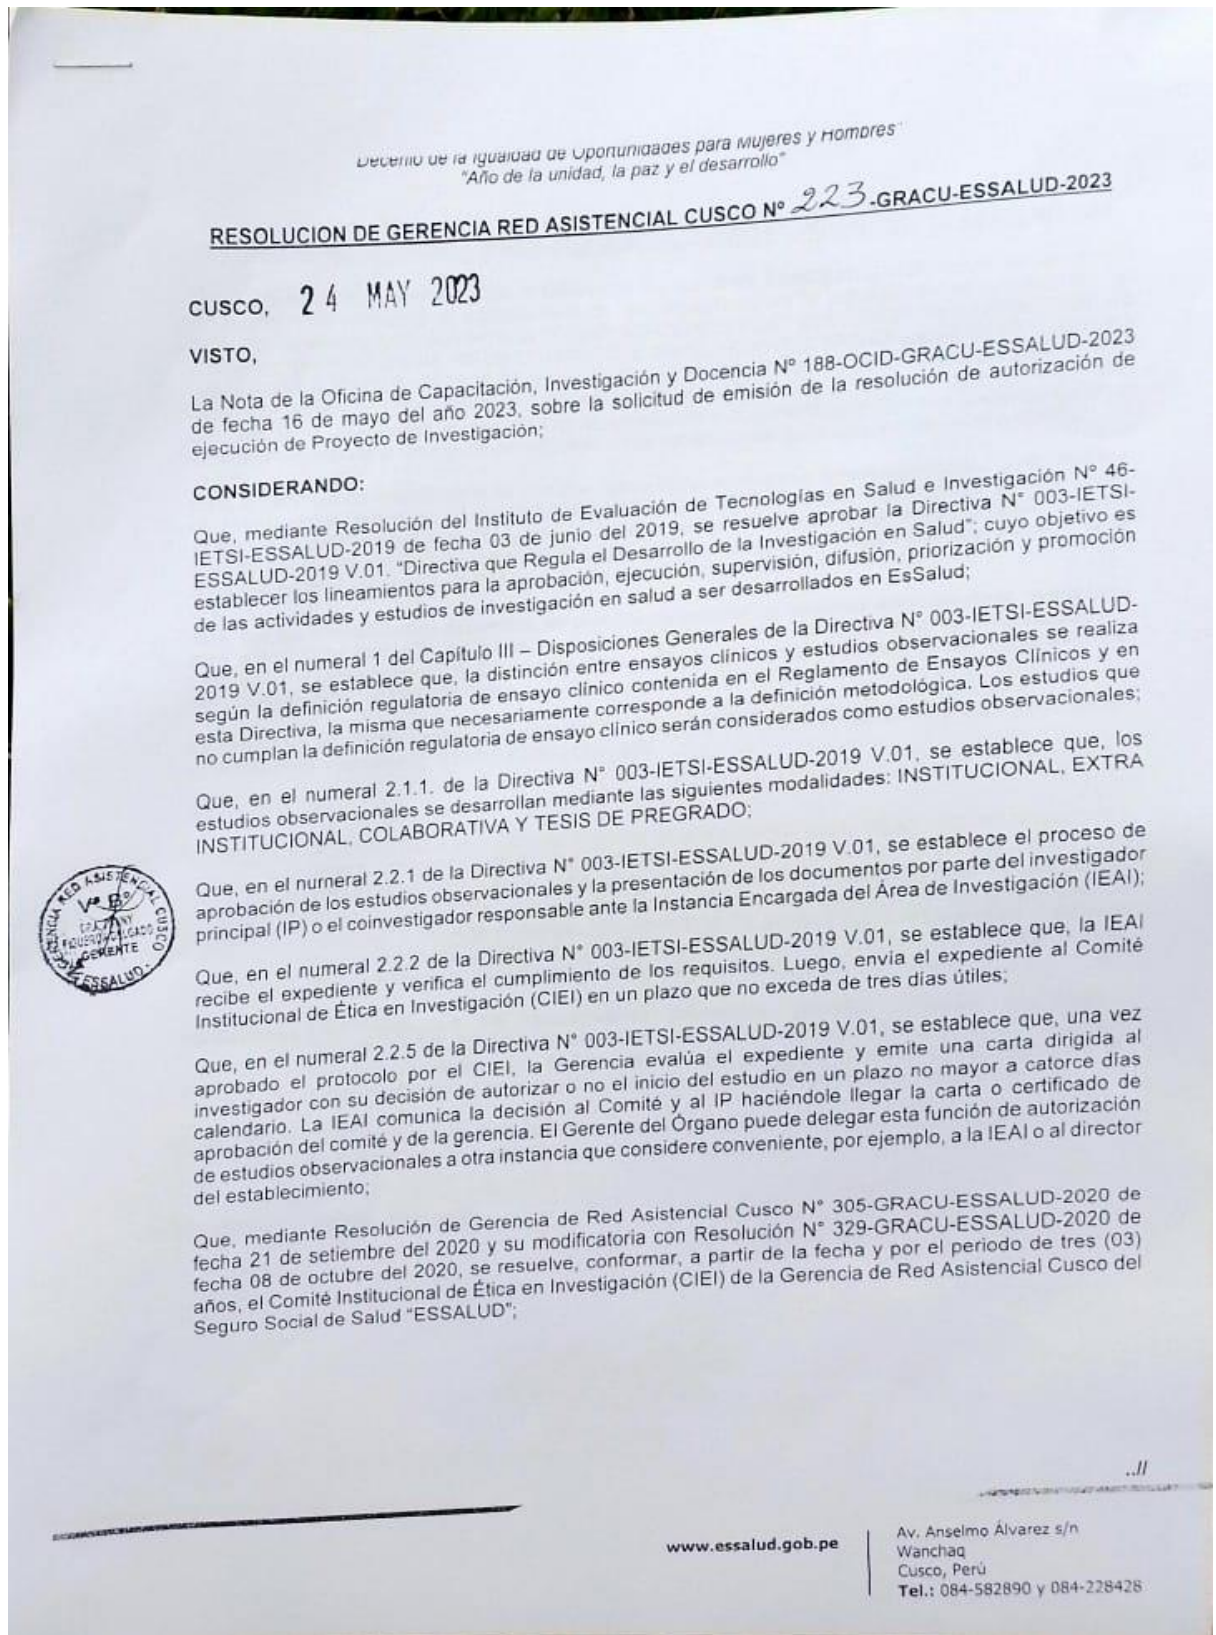 Decenio de la Igualdad de Oportunidades para Mujeres y Hombres"
"Año de la unidad, la paz y el desarrollo"
RESOLUCION DE GERENCIA RED ASISTENCIAL CUSCO Nº 223-GRACU-ESSALUD-2023
CUSCO, 24 MAY 2023
VISTO,
La Nota de la Oficina de Capacitación, Investigación y Docencia Nº 188-OCID-GRACU-ESSALUD-2023
de fecha 16 de mayo del año 2023, sobre la solicitud de emisión de la resolución de autorización de
ejecución de Proyecto de Investigación;
CONSIDERANDO:
Que, mediante Resolución del Instituto de Evaluación de Tecnologías en Salud e Investigación Nº 46-
IETSI-ESSALUD-2019 de fecha 03 de junio del 2019, se resuelve aprobar la Directiva N° 003-IETSI-
ESSALUD-2019 V.01. "Directiva que Regula el Desarrollo de la Investigación en Salud"; cuyo objetivo es
establecer los lineamientos para la aprobación, ejecución, supervisión, difusión, priorización y promoción
de las actividades y estudios de investigación en salud a ser desarrollados en EsSalud;
Que, en el numeral 1 del Capítulo III – Disposiciones Generales de la Directiva N° 003-IETSI-ESSALUD-
2019 V.01, se establece que, la distinción entre ensayos clínicos y estudios observacionales se realiza
según la definición regulatoria de ensayo clínico contenida en el Reglamento de Ensayos Clínicos y en
esta Directiva, la misma que necesariamente corresponde a la definición metodológica. Los estudios que
no cumplan la definición regulatoria de ensayo clínico serán considerados como estudios observacionales;
Que, en el numeral 2.1.1. de la Directiva N° 003-IETSI-ESSALUD-2019 V.01, se establece que, los
estudios observacionales se desarrollan mediante las siguientes modalidades: INSTITUCIONAL, EXTRA
INSTITUCIONAL, COLABORATIVA Y TESIS DE PREGRADO;
Que, en el numeral 2.2.1 de la Directiva N° 003-IETSI-ESSALUD-2019 V.01, se establece el proceso de
aprobación de los estudios observacionales y la presentación de los documentos por parte del investigador
principal (IP) o el coinvestigador responsable ante la Instancia Encargada del Área de Investigación (IEAI);
GERENCIA RED ASISTENCIAL CUSCO
Vº Bº
GERENTE
ESSALUD
Que, en el numeral 2.2.2 de la Directiva N° 003-IETSI-ESSALUD-2019 V.01, se establece que, la IEAI
recibe el expediente y verifica el cumplimiento de los requisitos. Luego, envía el expediente al Comité
Institucional de Ética en Investigación (CIEI) en un plazo que no exceda de tres días útiles;
Que, en el numeral 2.2.5 de la Directiva N° 003-IETSI-ESSALUD-2019 V.01, se establece que, una vez
aprobado el protocolo por el CIEI, la Gerencia evalúa el expediente y emite una carta dirigida al
investigador con su decisión de autorizar o no el inicio del estudio en un plazo no mayor a catorce días
calendario. La IEAI comunica la decisión al Comité y al IP haciéndole llegar la carta o certificado de
aprobación del comité y de la gerencia. El Gerente del Órgano puede delegar esta función de autorización
de estudios observacionales a otra instancia que considere conveniente, por ejemplo, a la IEAI o al director
del establecimiento;
Que, mediante Resolución de Gerencia de Red Asistencial Cusco N° 305-GRACU-ESSALUD-2020 de
fecha 21 de setiembre del 2020 y su modificatoria con Resolución N° 329-GRACU-ESSALUD-2020 de
fecha 08 de octubre del 2020, se resuelve, conformar, a partir de la fecha y por el periodo de tres (03)
años, el Comité Institucional de Ética en Investigación (CIEI) de la Gerencia de Red Asistencial Cusco del
Seguro Social de Salud "ESSALUD";
..//
www.essalud.gob.pe
Av. Anselmo Álvarez s/n
Wanchaq
Cusco, Perú
Tel.: 084-582890 y 084-228428